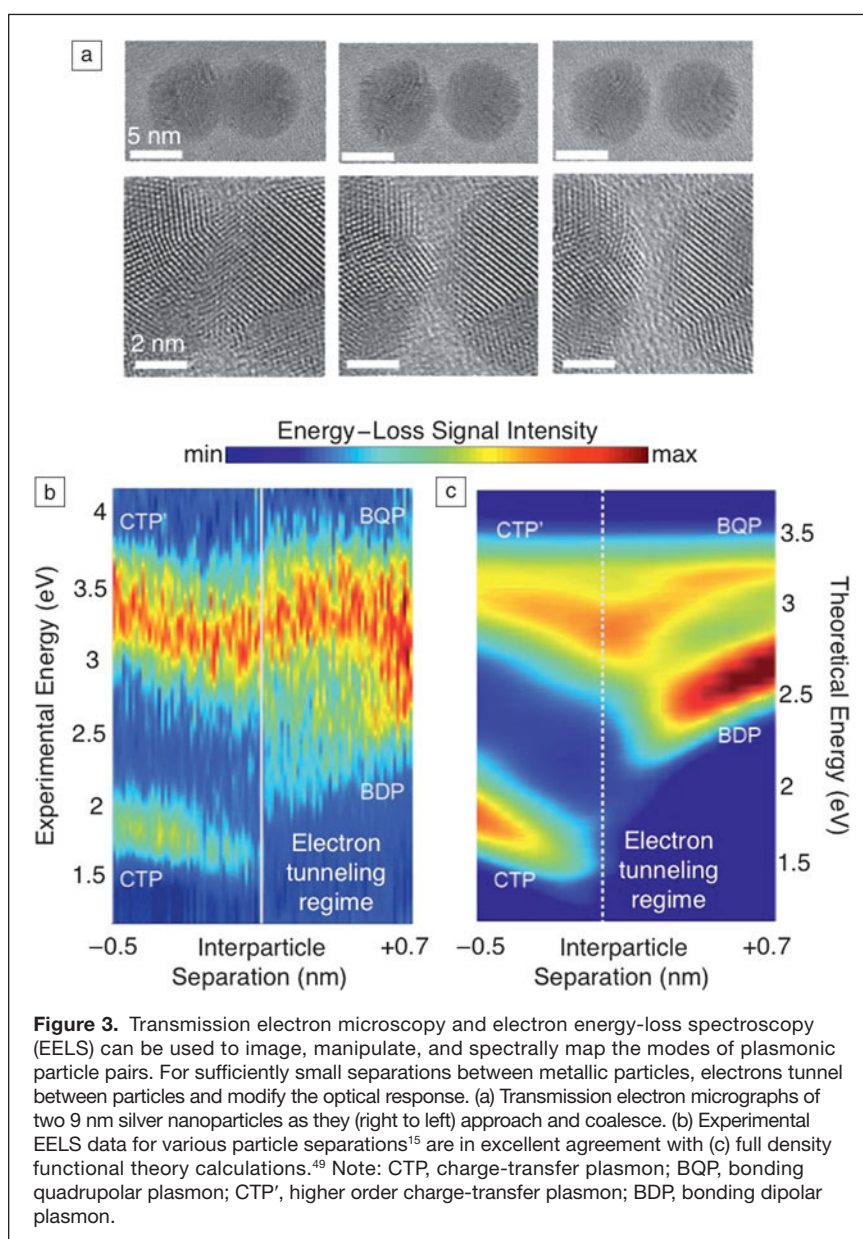 a
5 nm
2 nm
Energy–Loss Signal Intensity
min
max
b
c
4
3.5
3
2.5
2
1.5
Experimental Energy (eV)
CTP'
BQP
BDP
CTP
Electron
tunneling
regime
–0.5
Interparticle
Separation (nm)
+0.7
CTP'
BQP
BDP
CTP
Electron
tunneling
regime
3.5
3
2.5
2
1.5
Theoretical Energy (eV)
–0.5
Interparticle
Separation (nm)
+0.7
Figure 3. Transmission electron microscopy and electron energy-loss spectroscopy
(EELS) can be used to image, manipulate, and spectrally map the modes of plasmonic
particle pairs. For sufficiently small separations between metallic particles, electrons tunnel
between particles and modify the optical response. (a) Transmission electron micrographs of
two 9 nm silver nanoparticles as they (right to left) approach and coalesce. (b) Experimental
EELS data for various particle separations¹⁵ are in excellent agreement with (c) full density
functional theory calculations.⁴⁹ Note: CTP, charge-transfer plasmon; BQP, bonding
quadrupolar plasmon; CTP′, higher order charge-transfer plasmon; BDP, bonding dipolar
plasmon.